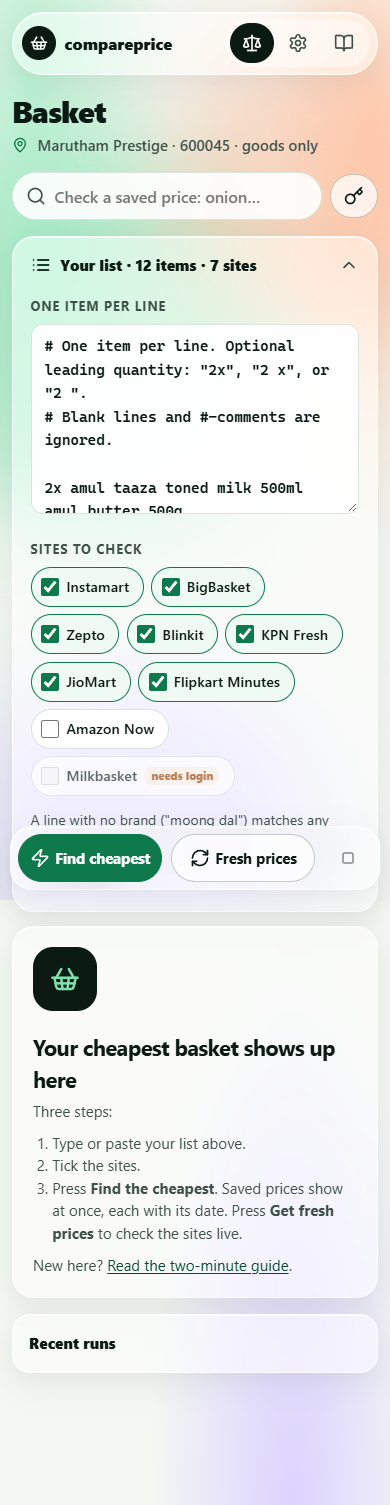 compareprice
Basket
Marutham Prestige · 600045 · goods only
Check a saved price: onion...
Your list · 12 items · 7 sites
ONE ITEM PER LINE
# One item per line. Optional
leading quantity: "2x", "2 x", or
"2 ".
# Blank lines and #-comments are
ignored.
2x amul taaza toned milk 500ml
amul butter 500g
SITES TO CHECK
Instamart
BigBasket
Zepto
Blinkit
KPN Fresh
JioMart
Flipkart Minutes
Amazon Now
Milkbasket needs login
A line with no brand ("moong dal") matches any
Find cheapest
Fresh prices
Your cheapest basket shows up
here
Three steps:
1. Type or paste your list above.
2. Tick the sites.
3. Press Find the cheapest. Saved prices show
at once, each with its date. Press Get fresh
prices to check the sites live.
New here? Read the two-minute guide.
Recent runs